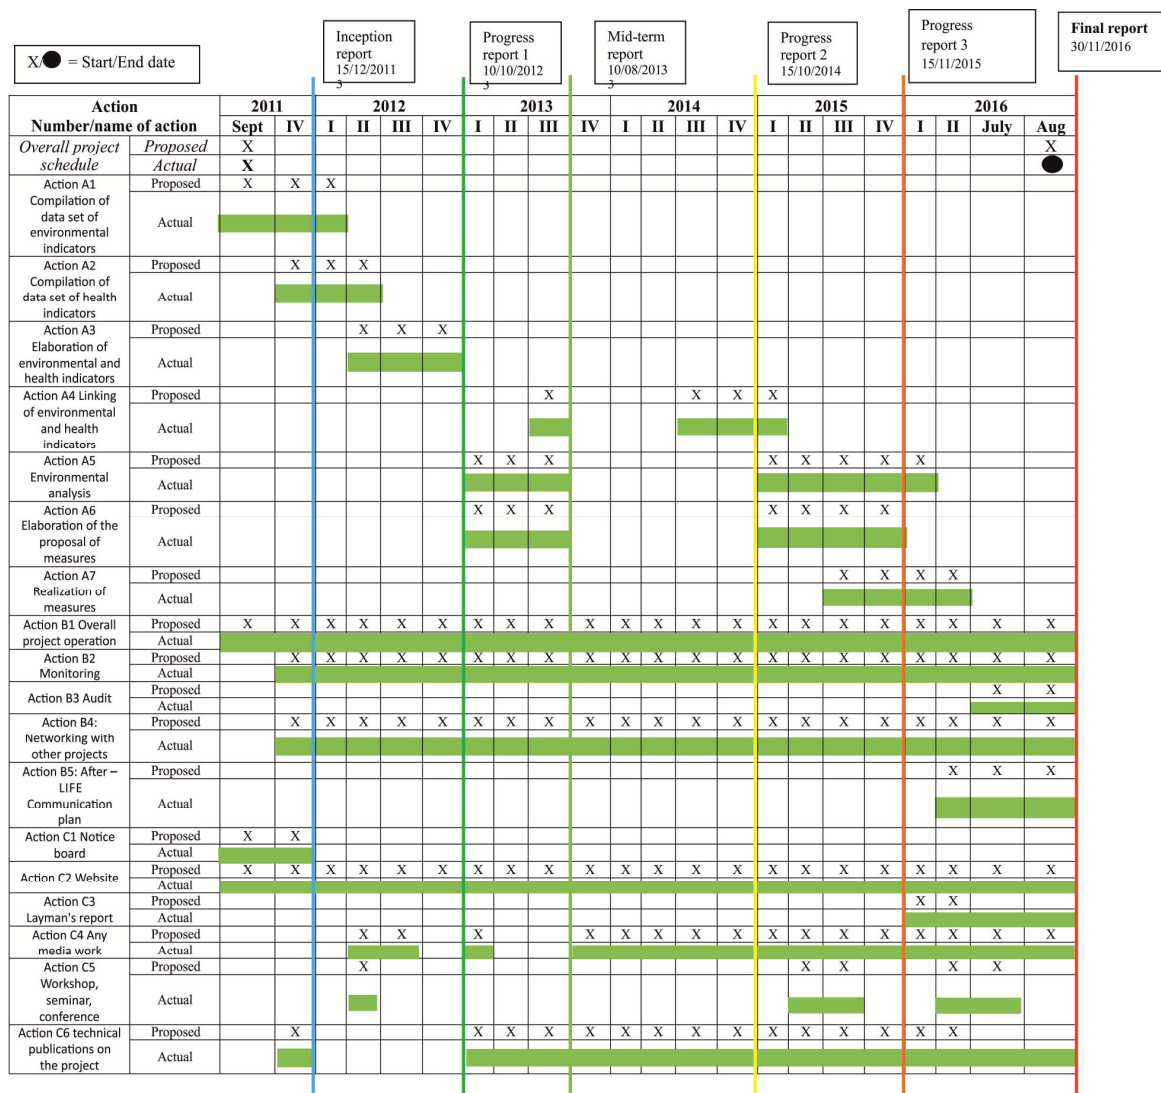 X/● = Start/End date
Inception
report
15/12/2011
3
Progress
report 1
10/10/2012
3
Mid-term
report
10/08/2013
3
Progress
report 2
15/10/2014
Progress
report 3
15/11/2015
Final report
30/11/2016
Action 2011 2012 2013 2014 2015 2016
Number/name of action Sept IV I II III IV I II III IV I II III IV I II III IV I II July Aug
Overall project Proposed X X
schedule Actual X
Action A1 Proposed X X X
Compilation of
data set of Actual
environmental
indicators
Action A2 Proposed X X X
Compilation of
data set of health Actual
indicators
Action A3 Proposed X X X
Elaboration of
environmental and Actual
health indicators
Action A4 Linking Proposed X X X X
of environmental
and health Actual
indicators
Action A5 Proposed X X X X X X X X
Environmental Actual
analysis
Action A6 Proposed X X X X X X X
Elaboration of the
proposal of Actual
measures
Action A7 Proposed X X X X
Realization of Actual
measures
Action B1 Overall Proposed X X X X X X X X X X X X X X X X X X X X X X
project operation Actual
Action B2 Proposed X X X X X X X X X X X X X X X X X X X X X
Monitoring Actual
Action B3 Audit Proposed X X
Actual
Action B4: Proposed X X X X X X X X X X X X X X X X X X X X X
Networking with Actual
other projects
Action B5: After – Proposed X X X
LIFE
Communication Actual
plan
Action C1 Notice Proposed X X
board Actual
Action C2 Website Proposed X X X X X X X X X X X X X X X X X X X X X X
Actual
Action C3 Proposed X X
Layman's report Actual
Action C4 Any Proposed X X X X X X X X X X X X X X X X
media work Actual
Action C5 Proposed X X X X X
Workshop,
seminar, Actual
conference
Action C6 technical Proposed X X X X X X X X X X X X X X X
publications on Actual
the project